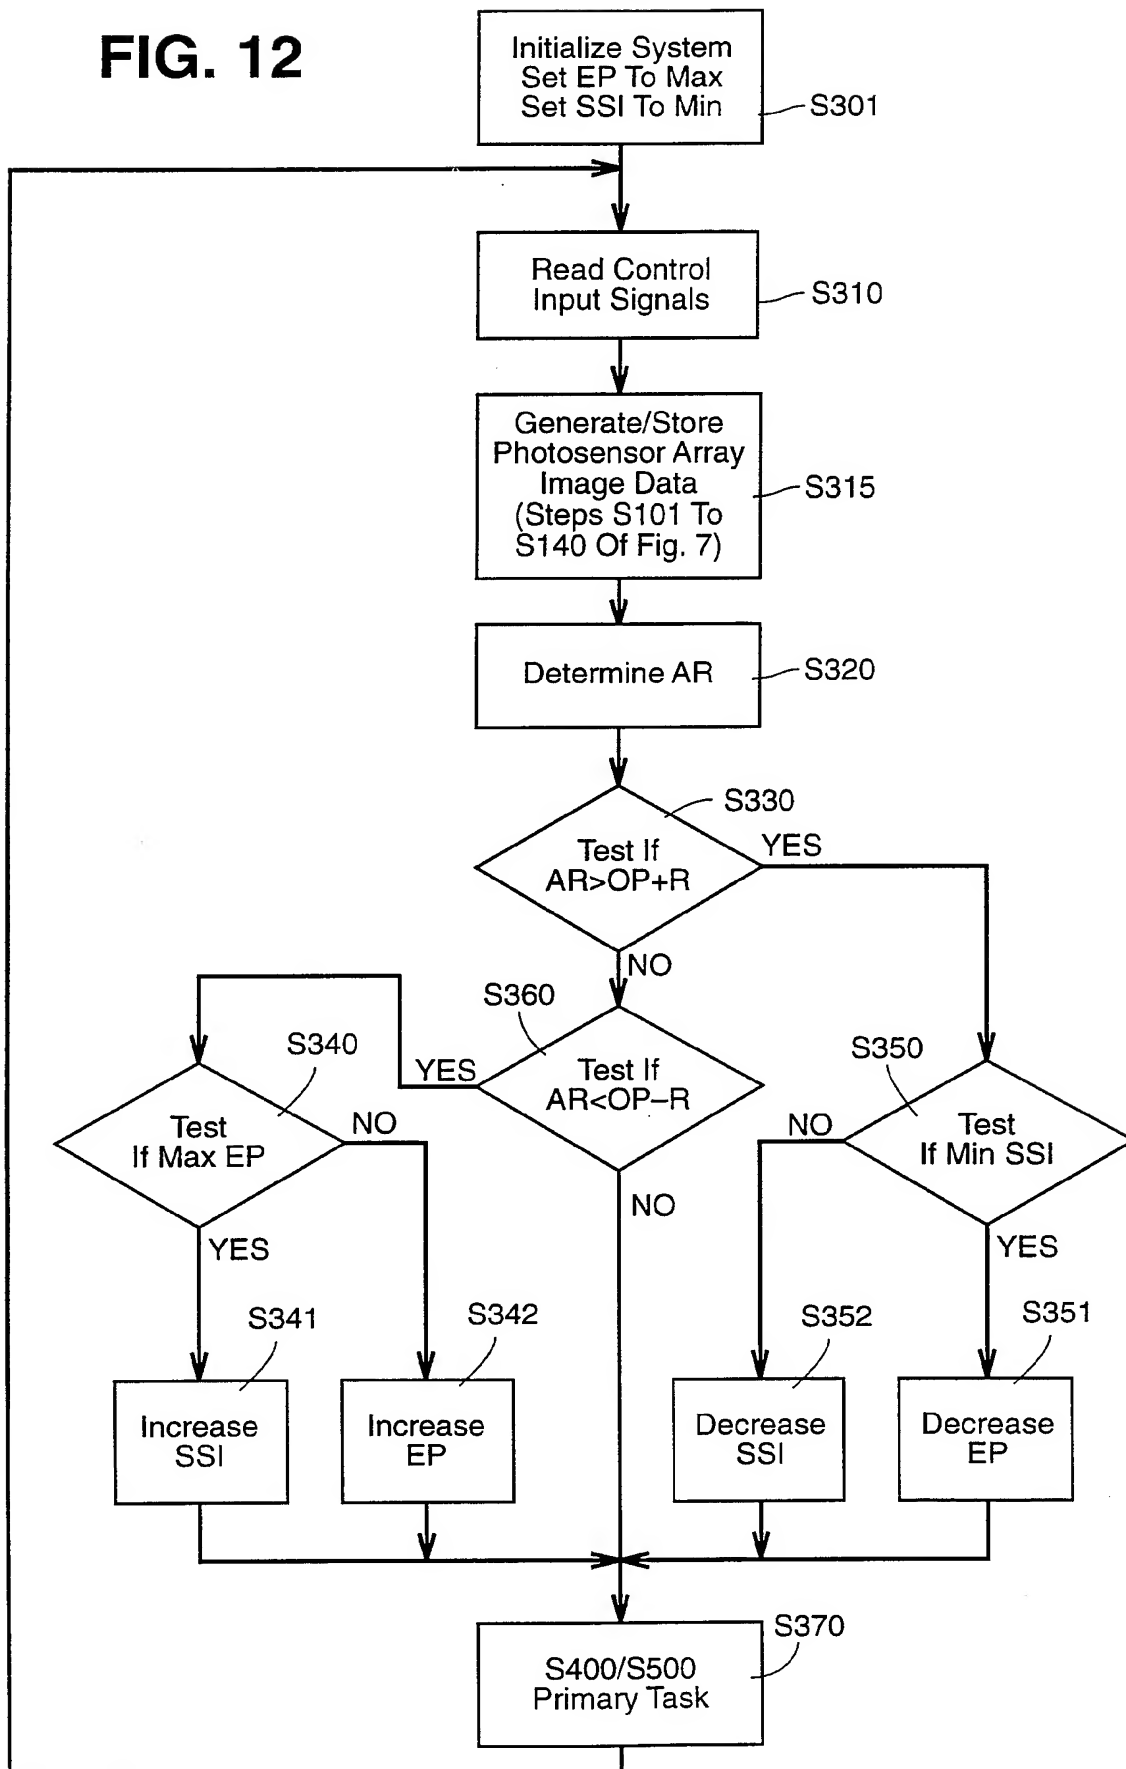 FIG. 12
Initialize System
Set EP To Max
Set SSI To Min
S301
Read Control
Input Signals
S310
Generate/Store
Photosensor Array
Image Data
(Steps S101 To
S140 Of Fig. 7)
S315
Determine AR
S320
S330
Test If
AR>OP+R
YES
NO
S360
Test If
AR<OP–R
YES
NO
S340
Test
If Max EP
NO
YES
S350
Test
If Min SSI
NO
YES
S341
Increase
SSI
S342
Increase
EP
S352
Decrease
SSI
S351
Decrease
EP
S370
S400/S500
Primary Task